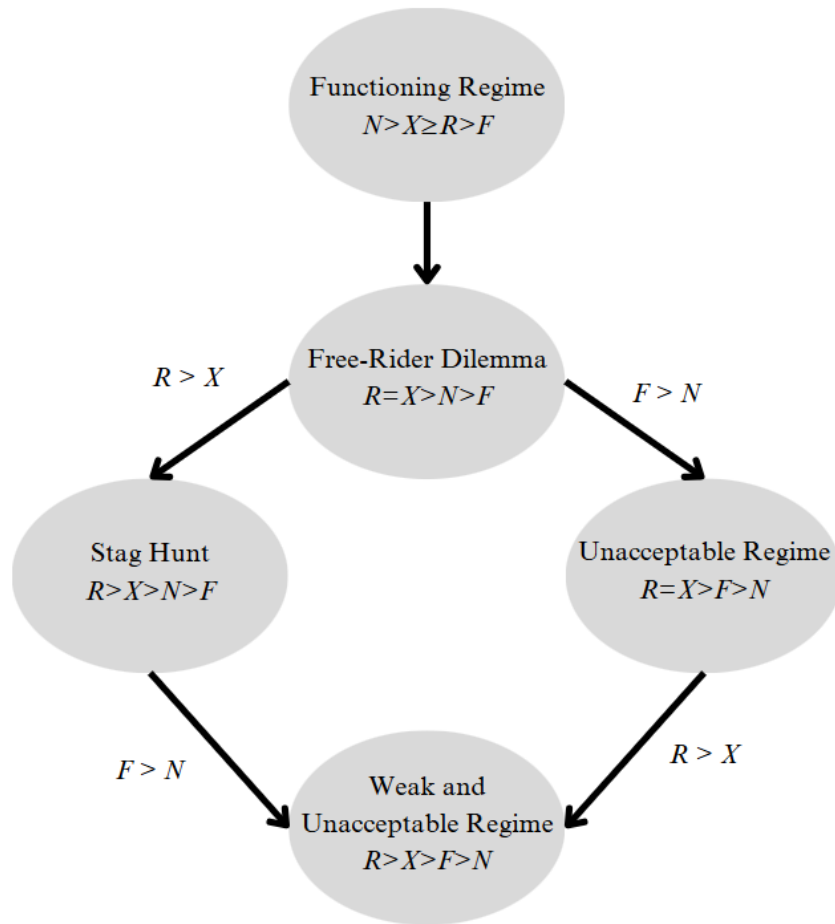 Functioning Regime
N>X≥R>F
Free-Rider Dilemma
R=X>N>F
R > X
F > N
Stag Hunt
R>X>N>F
Unacceptable Regime
R=X>F>N
F > N
R > X
Weak and
Unacceptable Regime
R>X>F>N